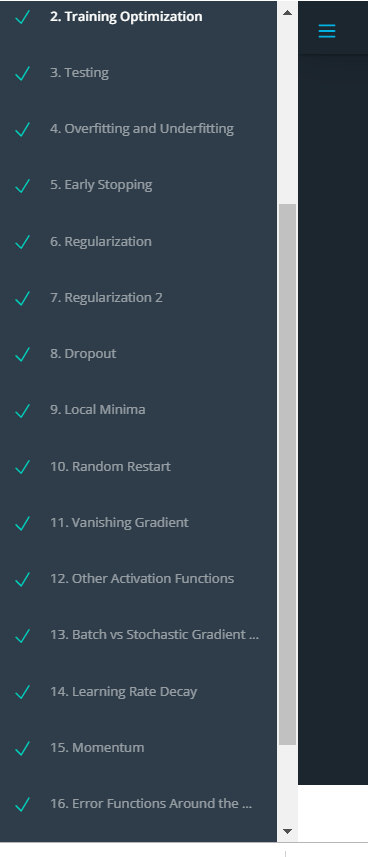 2. Training Optimization
3. Testing
4. Overfitting and Underfitting
5. Early Stopping
6. Regularization
7. Regularization 2
8. Dropout
9. Local Minima
10. Random Restart
11. Vanishing Gradient
12. Other Activation Functions
13. Batch vs Stochastic Gradient ...
14. Learning Rate Decay
15. Momentum
16. Error Functions Around the ...